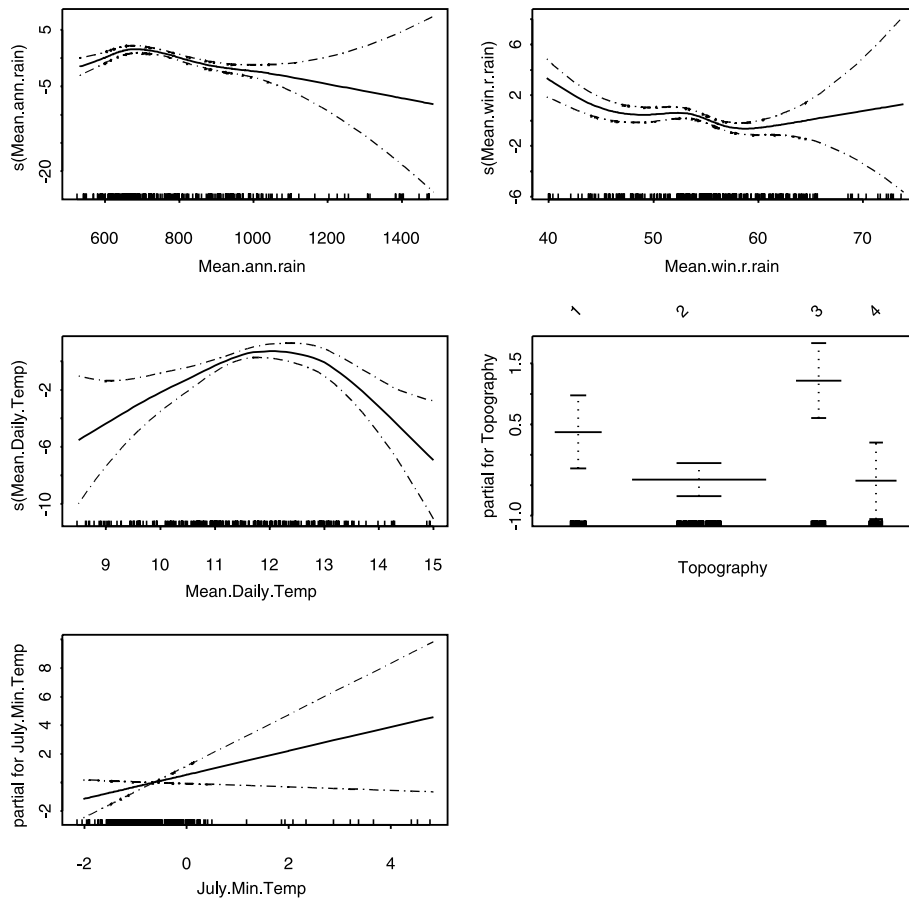 s(Mean.ann.rain)
5
-5
-20
600 800 1000 1200 1400
Mean.ann.rain
s(Mean.win.r.rain)
6
2
-2
-6
40 50 60 70
Mean.win.r.rain
s(Mean.Daily.Temp)
-2
-6
-10
9 10 11 12 13 14 15
Mean.Daily.Temp
1 2 3 4
partial for Topography
1.5
0.5
-1.0
Topography
partial for July.Min.Temp
8
6
4
2
-2
-2 0 2 4
July.Min.Temp